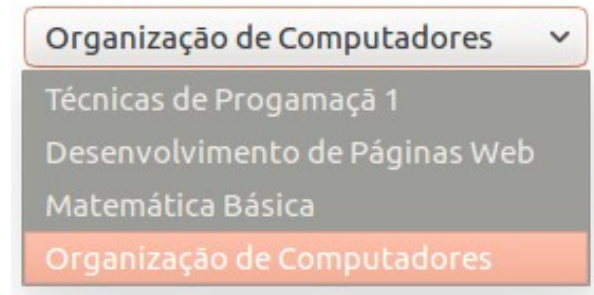 Organização de Computadores
Técnicas de Progamaçã 1
Desenvolvimento de Páginas Web
Matemática Básica
Organização de Computadores